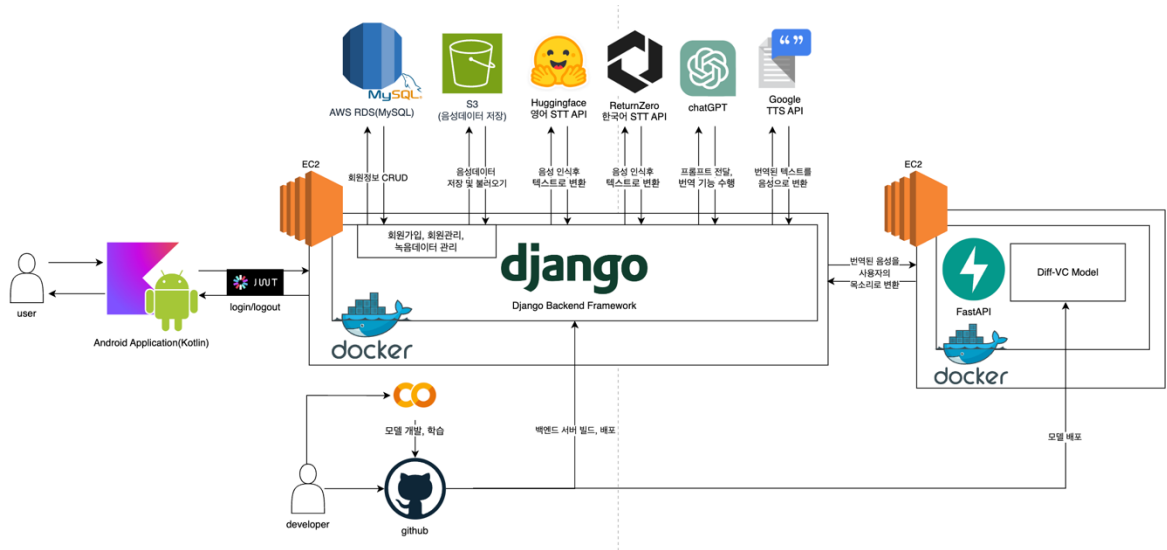 MySQL
AWS RDS(MySQL)
S3
(음성데이터 저장)
Huggingface
영어 STT API
ReturnZero
한국어 STT API
chatGPT
Google
TTS API
회원정보 CRUD
음성데이터
저장 및 불러오기
음성 인식후
텍스트로 변환
음성 인식후
텍스트로 변환
프롬프트 전달,
번역 기능 수행
번역된 텍스트를
음성으로 변환
EC2
EC2
회원가입, 회원관리,
녹음데이터 관리
django
Django Backend Framework
docker
user
Android Application(Kotlin)
JWT
login/logout
번역된 음성을
사용자의
목소리로 변환
FastAPI
Diff-VC Model
docker
모델 개발, 학습
백엔드 서버 빌드, 배포
모델 배포
developer
github